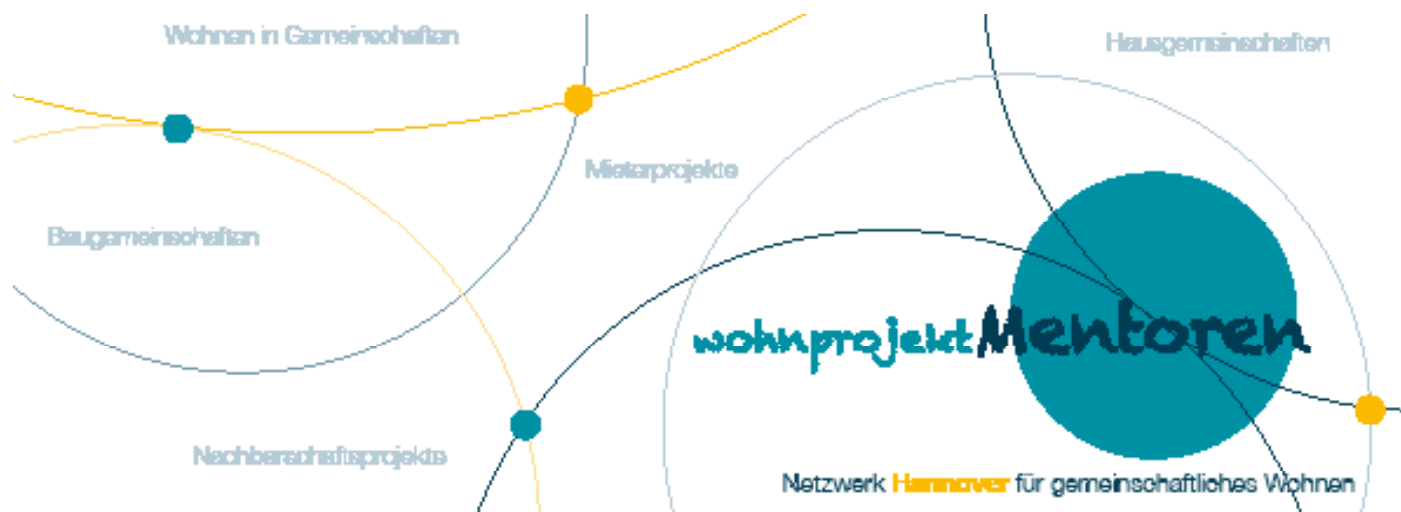 Wohnen in Gemeinschaften
Hausgemeinschaften
Mieterprojekte
Baugemeinschaften
wohnprojektMentoren
Nachbarschaftsprojekte
Netzwerk Hannover für gemeinschaftliches Wohnen